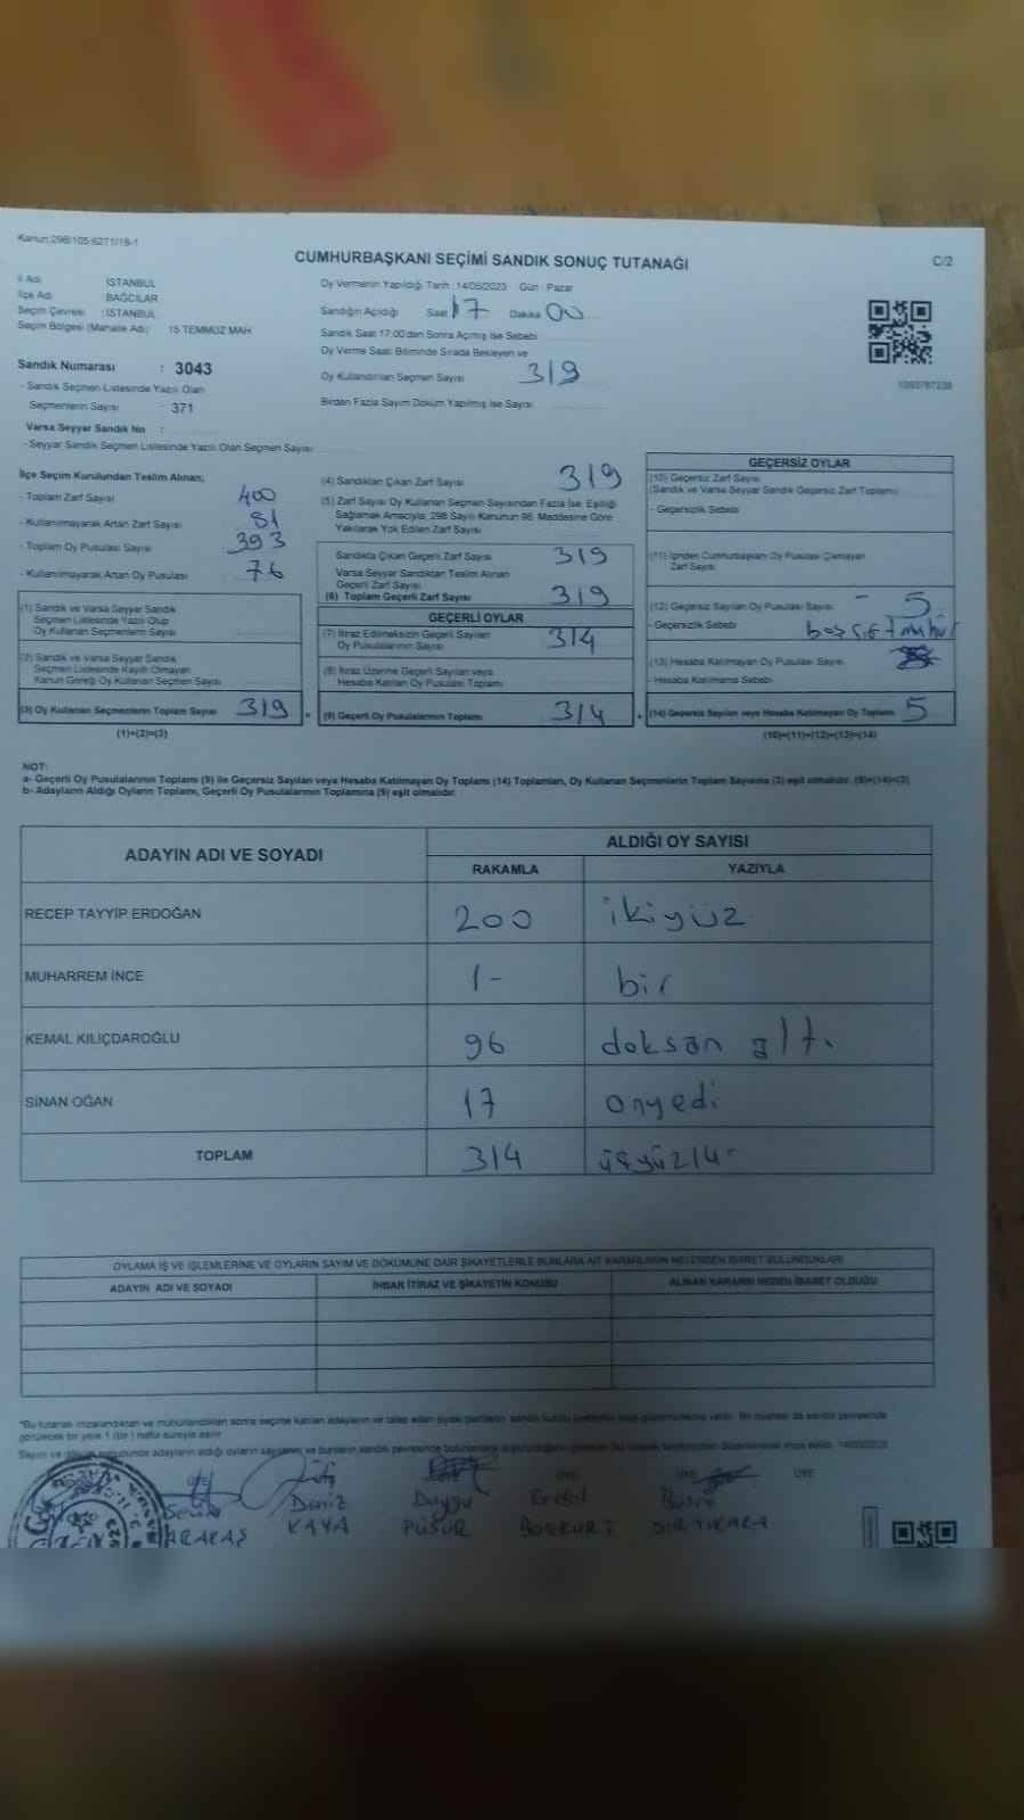 Kanun:298/105-6271/19-1
CUMHURBAŞKANI SEÇİMİ SANDIK SONUÇ TUTANAĞI
C/2
İl Adı : İSTANBUL
İlçe Adı : BAĞCILAR
Seçim Çevresi : İSTANBUL
Seçim Bölgesi (Mahalle Adı) : 15 TEMMUZ MAH
Sandık Numarası : 3043
- Sandık Seçmen Listesinde Yazılı Olan
Seçmenlerin Sayısı : 371
Varsa Seyyar Sandık No :
- Seyyar Sandık Seçmen Listesinde Yazılı Olan Seçmen Sayısı:
Oy Vermenin Yapıldığı Tarih : 14/05/2023 Gün : Pazar
Sandığın Açıldığı Saat 17 Dakika 00
Sandık Saat 17:00'den Sonra Açılmış İse Sebebi
Oy Verme Saati Bitiminde Sırada Bekleyen ve
Oy Kullandırılan Seçmen Sayısı 319
Birden Fazla Sayım Döküm Yapılmış İse Sayısı
İlçe Seçim Kurulundan Teslim Alınan;
- Toplam Zarf Sayısı 400
- Kullanılmayarak Artan Zarf Sayısı 81
- Toplam Oy Pusulası Sayısı 393
- Kullanılmayarak Artan Oy Pusulası 76
(1) Sandık ve Varsa Seyyar Sandık
Seçmen Listesinde Yazılı Olup
Oy Kullanan Seçmenlerin Sayısı
(2) Sandık ve Varsa Seyyar Sandık
Seçmen Listesinde Kayıtlı Olmayan
Kanun Gereği Oy Kullanan Seçmen Sayısı
(3) Oy Kullanan Seçmenlerin Toplam Sayısı 319
(1)+(2)=(3)
(4) Sandıktan Çıkan Zarf Sayısı 319
(5) Zarf Sayısı Oy Kullanan Seçmen Sayısından Fazla İse, Eşitliği
Sağlamak Amacıyla, 298 Sayılı Kanunun 98. Maddesine Göre
Yakılarak Yok Edilen Zarf Sayısı
Sandıkta Çıkan Geçerli Zarf Sayısı 319
Varsa Seyyar Sandıktan Teslim Alınan
Geçerli Zarf Sayısı
(6) Toplam Geçerli Zarf Sayısı 319
GEÇERLİ OYLAR
(7) İtiraz Edilmeksizin Geçerli Sayılan
Oy Pusulalarının Sayısı 314
(8) İtiraz Üzerine Geçerli Sayılan veya
Hesaba Katılan Oy Pusulası Toplamı
(9) Geçerli Oy Pusulalarının Toplamı 314
GEÇERSİZ OYLAR
(10) Geçersiz Zarf Sayısı
(Sandık ve Varsa Seyyar Sandık Geçersiz Zarf Toplamı)
- Geçersizlik Sebebi
(11) İçinden Cumhurbaşkanı Oy Pusulası Çıkmayan
Zarf Sayısı
(12) Geçersiz Sayılan Oy Pusulası Sayısı - 5
- Geçersizlik Sebebi
(13) Hesaba Katılmayan Oy Pusulası Sayısı
- Hesaba Katılmama Sebebi
(14) Geçersiz Sayılan veya Hesaba Katılmayan Oy Toplamı 5
(10)+(11)+(12)+(13)=(14)
NOT:
a- Geçerli Oy Pusulalarının Toplamı (9) ile Geçersiz Sayılan veya Hesaba Katılmayan Oy Toplamı (14) Toplamları, Oy Kullanan Seçmenlerin Toplam Sayısına (3) eşit olmalıdır. (9)+(14)=(3)
b- Adayların Aldığı Oyların Toplamı, Geçerli Oy Pusulalarının Toplamına (9) eşit olmalıdır.
ADAYIN ADI VE SOYADI
ALDIĞI OY SAYISI
RAKAMLA YAZIYLA
RECEP TAYYİP ERDOĞAN 200 ikiyüz
MUHARREM İNCE 1- bir
KEMAL KILIÇDAROĞLU 96 doksan altı
SİNAN OĞAN 17 onyedi
TOPLAM 314 üçyüz14-
OYLAMA İŞ VE İŞLEMLERİNE VE OYLARIN SAYIM VE DÖKÜMÜNE DAİR ŞİKAYETLERLE BUNLARA AİT KARARLARIN NELERDEN İBARET BULUNDUKLARI
ADAYIN ADI VE SOYADI
İHBAR İTİRAZ VE ŞİKAYETİN KONUSU
ALINAN KARARIN NEDEN İBARET OLDUĞU
Deniz Duygu Erdal
KAYA PÜSÜR BOZKURT
ÜYE